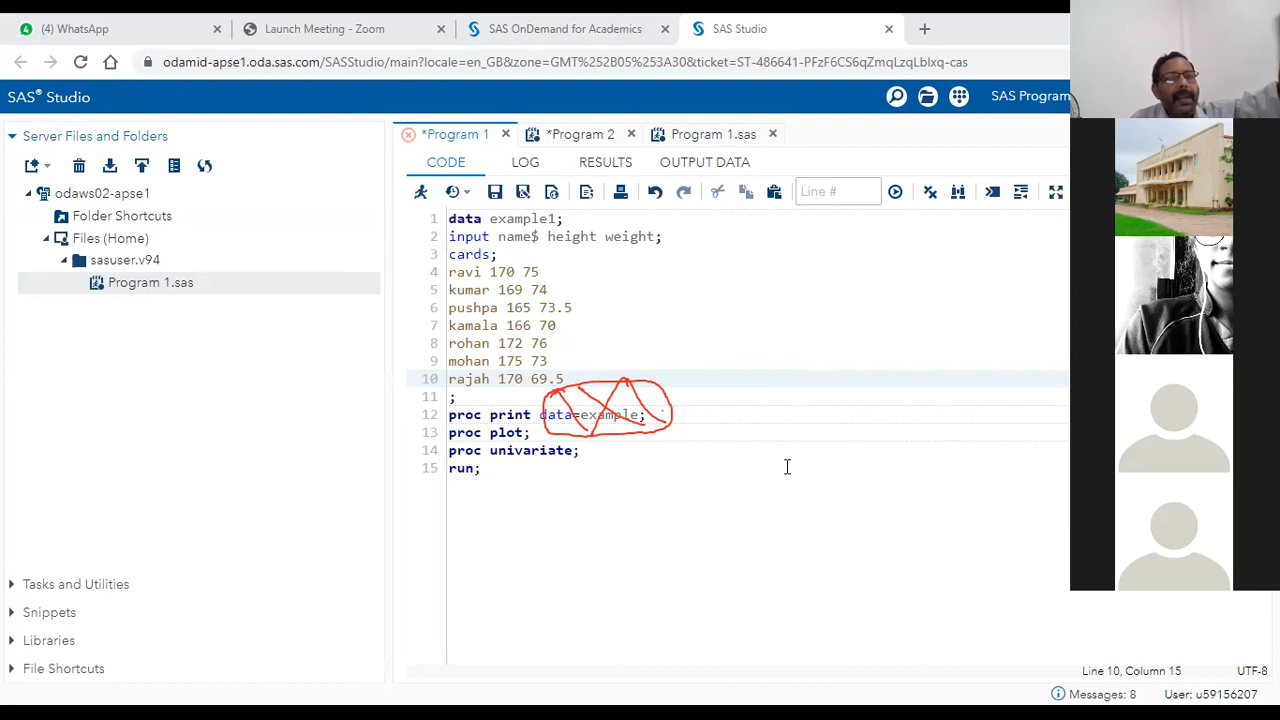 (4) WhatsApp
Launch Meeting - Zoom
SAS OnDemand for Academics
SAS Studio
odamid-apse1.oda.sas.com/SASStudio/main?locale=en_GB&zone=GMT%252B05%253A30&ticket=ST-486641-PFzF6CS6qZmqLzqLblxq-cas
SAS® Studio
SAS Program
Server Files and Folders
*Program 1
*Program 2
Program 1.sas
CODE
LOG
RESULTS
OUTPUT DATA
Line #
odaws02-apse1
Folder Shortcuts
Files (Home)
sasuser.v94
Program 1.sas
Tasks and Utilities
Snippets
Libraries
File Shortcuts
1 data example1;
2 input name$ height weight;
3 cards;
4 ravi 170 75
5 kumar 169 74
6 pushpa 165 73.5
7 kamala 166 70
8 rohan 172 76
9 mohan 175 73
10 rajah 170 69.5
11 ;
12 proc print data=example;
13 proc plot;
14 proc univariate;
15 run;
Line 10, Column 15
UTF-8
Messages: 8
User: u59156207